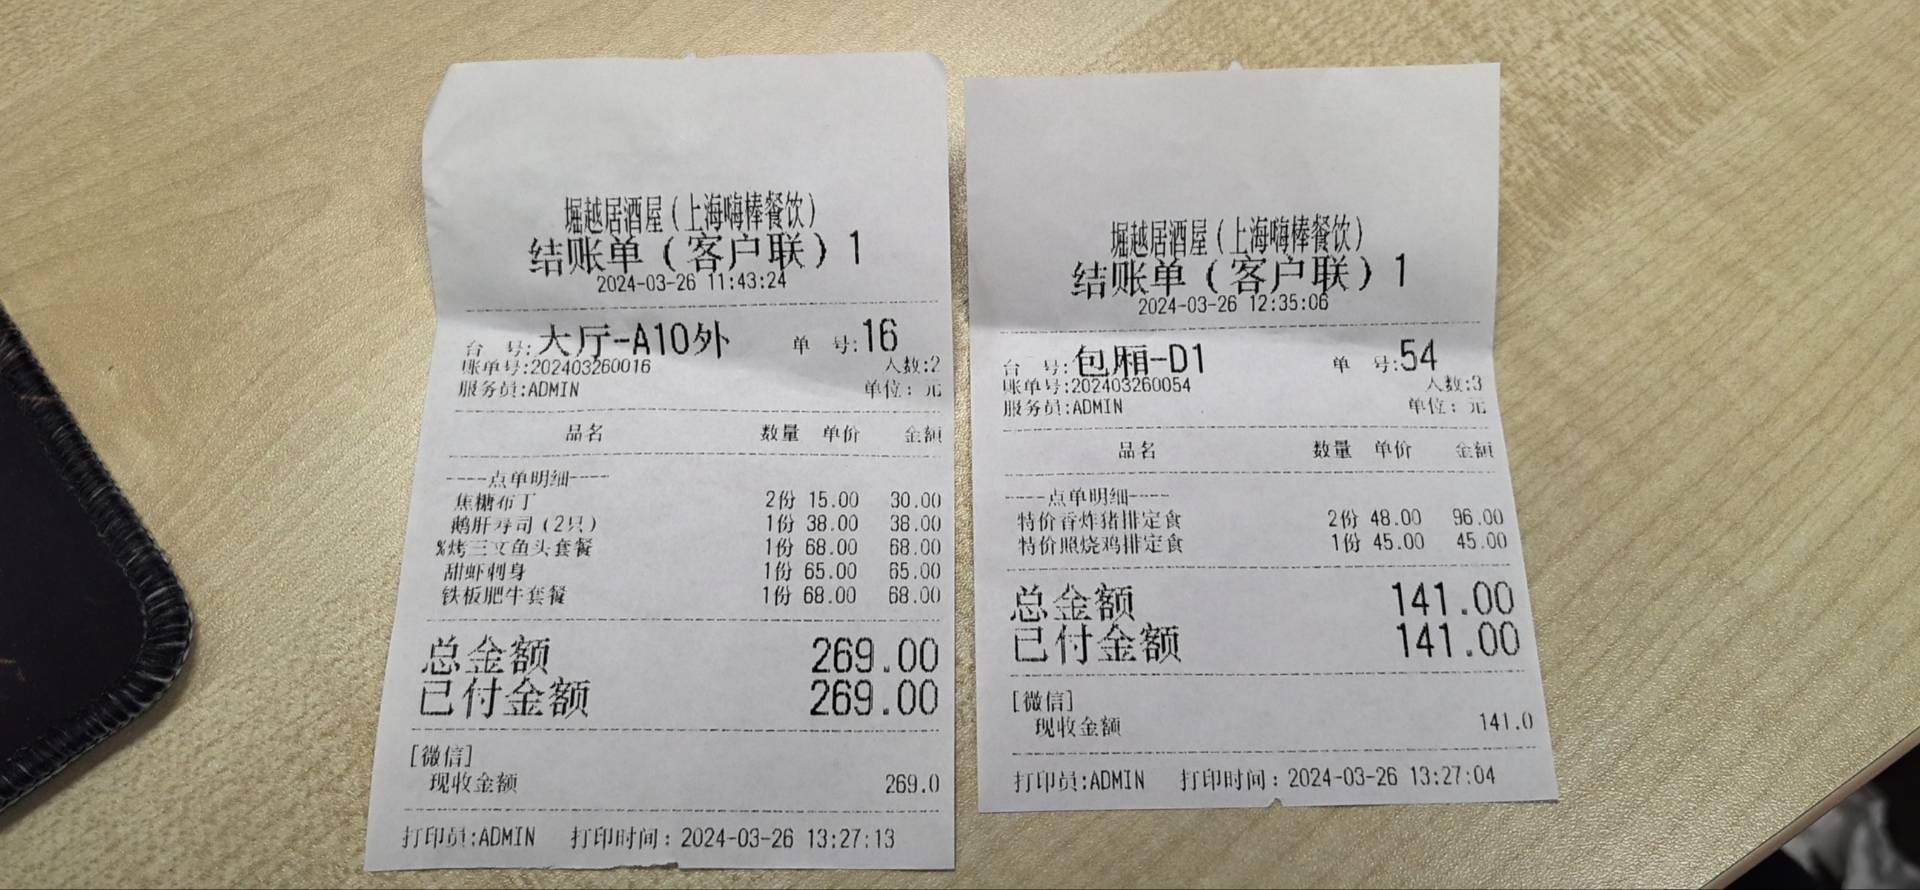 堀越居酒屋(上海嗨棒餐饮)
结账单(客户联)1
2024-03-26 11:43:24
台 号:大厅-A10外 单 号:16
账单号:202403260016 人数:2
服务员:ADMIN 单位: 元
品名 数量 单价 金额
----点单明细----
焦糖布丁 2份 15.00 30.00
鹅肝寿司(2只) 1份 38.00 38.00
%烤三文鱼头套餐 1份 68.00 68.00
甜虾刺身 1份 65.00 65.00
铁板肥牛套餐 1份 68.00 68.00
总金额 269.00
已付金额 269.00
[微信]
现收金额 269.0
打印员:ADMIN 打印时间:2024-03-26 13:27:13
堀越居酒屋(上海嗨棒餐饮)
结账单(客户联)1
2024-03-26 12:35:06
台 号:包厢-D1 单 号:54
账单号:202403260054 人数:3
服务员:ADMIN 单位: 元
品名 数量 单价 金额
----点单明细----
特价香炸猪排定食 2份 48.00 96.00
特价照烧鸡排定食 1份 45.00 45.00
总金额 141.00
已付金额 141.00
[微信]
现收金额 141.0
打印员:ADMIN 打印时间:2024-03-26 13:27:04